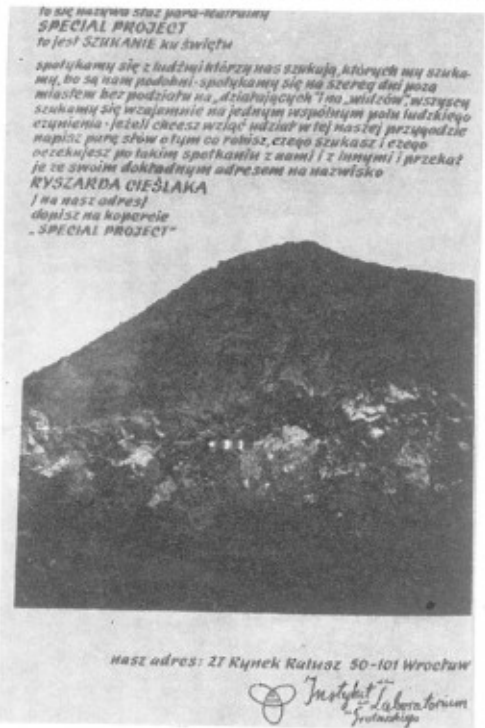 to się nazywa staż para-teatralny
SPECIAL PROJECT
to jest SZUKANIE ku świętu
spotykamy się z ludźmi którzy nas szukają, których my szuka-
my, bo są nam podobni - spotykamy się na szereg dni poza
miastem bez podziału na „działających" i na „widzów", wszyscy
szukamy się wzajemnie na jednym wspólnym polu ludzkiego
czynienia - jeżeli chcesz wziąć udział w tej naszej przygodzie
napisz parę słów o tym co robisz, czego szukasz i czego
oczekujesz po takim spotkaniu z nami i z innymi i przekaż
je ze swoim dokładnym adresem na nazwisko
RYSZARDA CIEŚLAKA
/ na nasz adres/
dopisz na kopercie
„SPECIAL PROJECT"
nasz adres: 27 Rynek Ratusz 50-101 Wrocław
Instytut Laboratorium